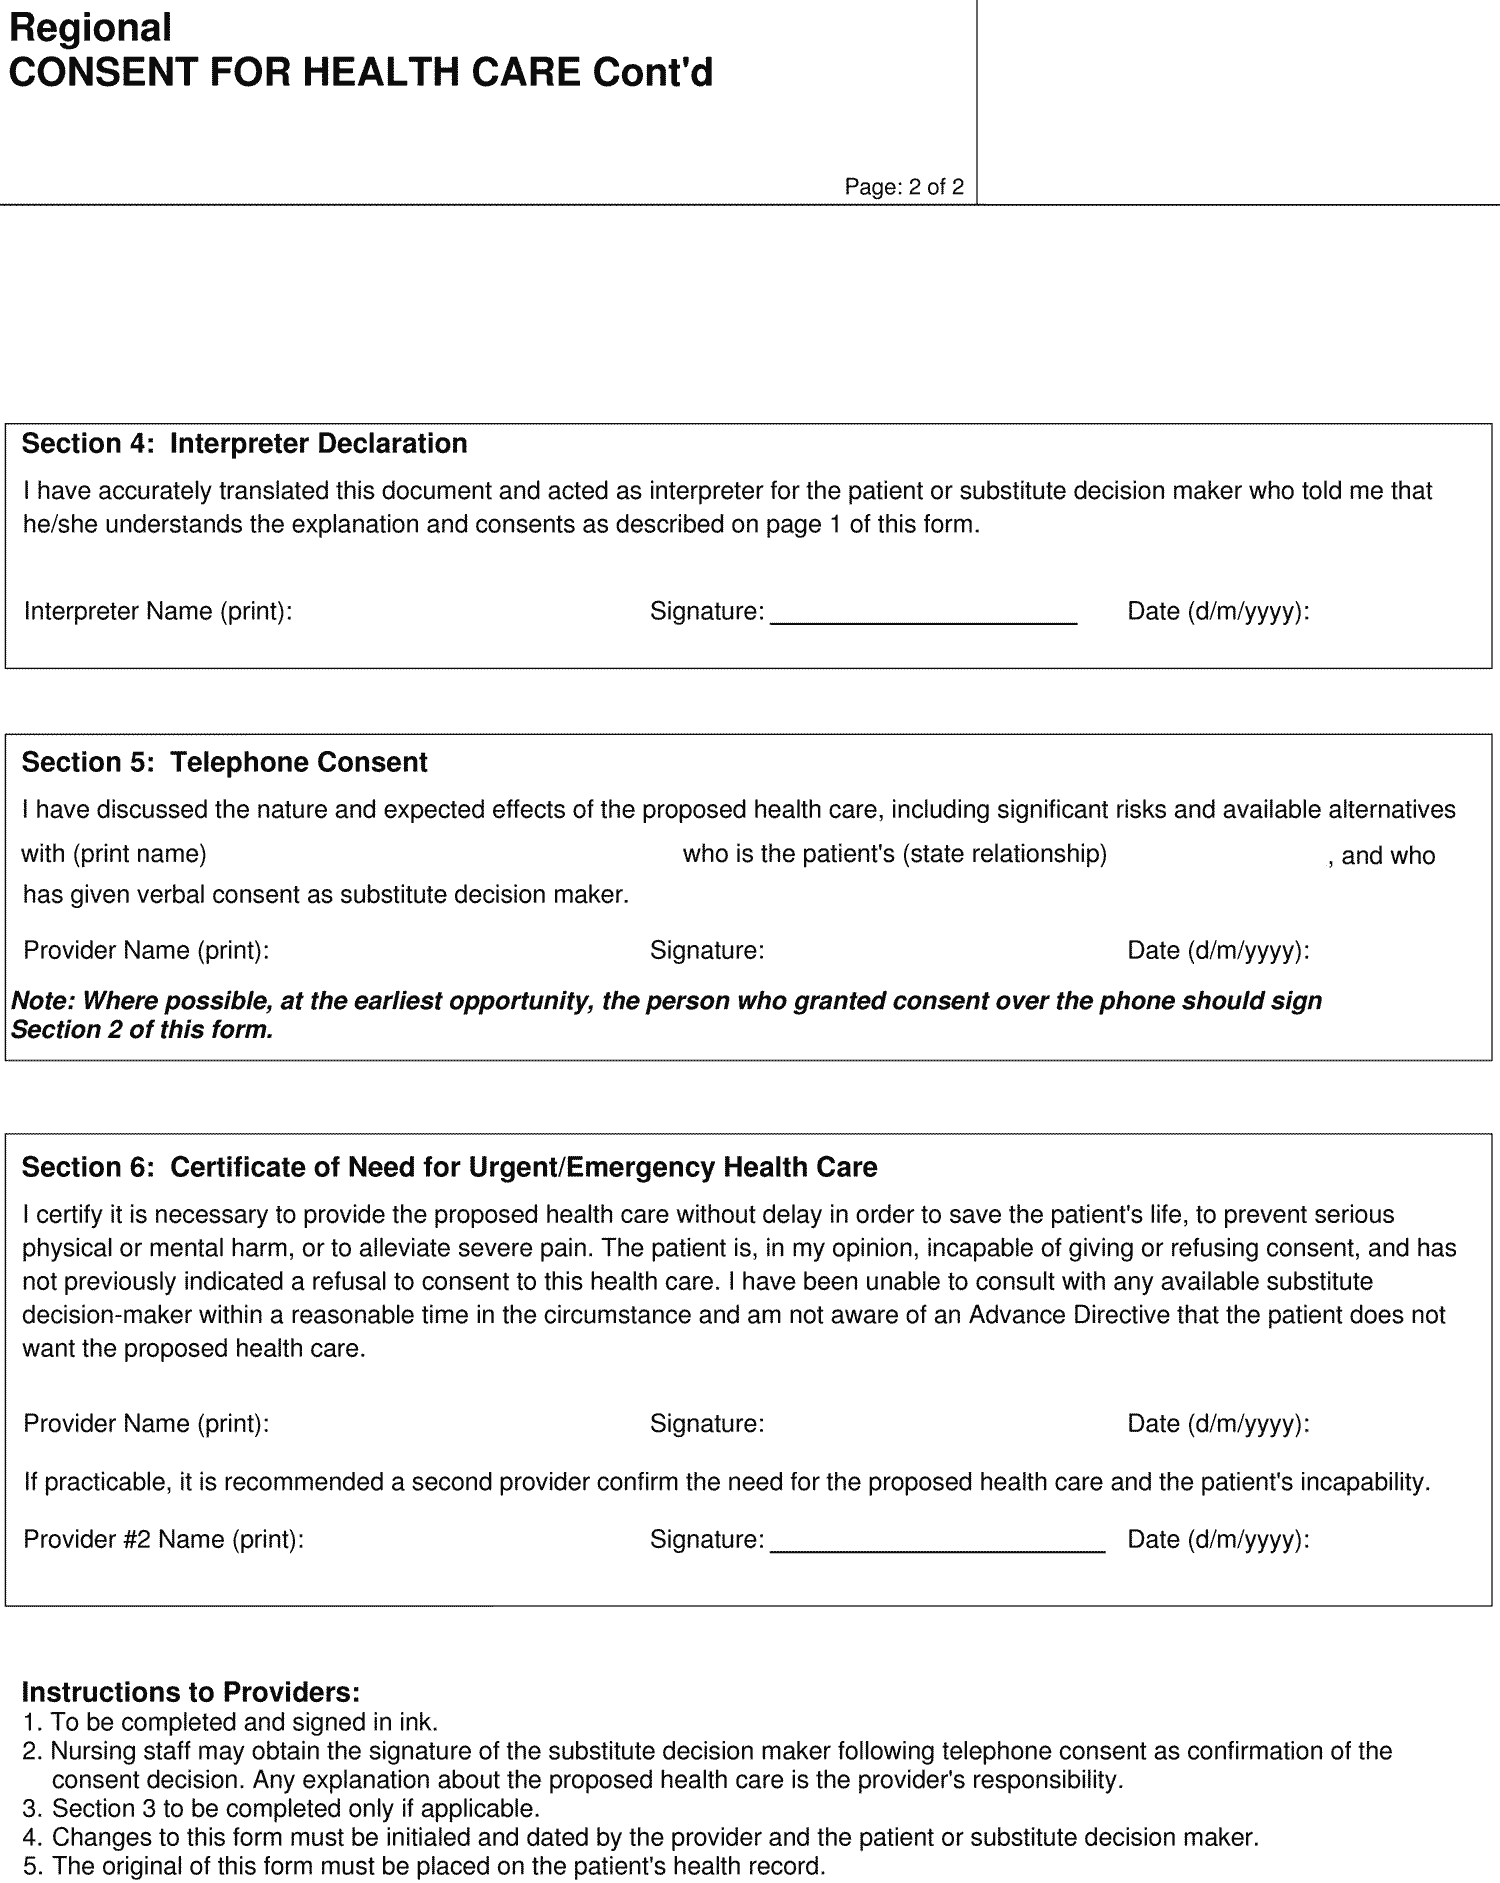 Regional
CONSENT FOR HEALTH CARE Cont'd
Page: 2 of 2
Section 4: Interpreter Declaration
I have accurately translated this document and acted as interpreter for the patient or substitute decision maker who told me that
he/she understands the explanation and consents as described on page 1 of this form.
Interpreter Name (print): Signature: Date (d/m/yyyy):
Section 5: Telephone Consent
I have discussed the nature and expected effects of the proposed health care, including significant risks and available alternatives
with (print name) who is the patient's (state relationship) , and who
has given verbal consent as substitute decision maker.
Provider Name (print): Signature: Date (d/m/yyyy):
Note: Where possible, at the earliest opportunity, the person who granted consent over the phone should sign
Section 2 of this form.
Section 6: Certificate of Need for Urgent/Emergency Health Care
I certify it is necessary to provide the proposed health care without delay in order to save the patient's life, to prevent serious
physical or mental harm, or to alleviate severe pain. The patient is, in my opinion, incapable of giving or refusing consent, and has
not previously indicated a refusal to consent to this health care. I have been unable to consult with any available substitute
decision-maker within a reasonable time in the circumstance and am not aware of an Advance Directive that the patient does not
want the proposed health care.
Provider Name (print): Signature: Date (d/m/yyyy):
If practicable, it is recommended a second provider confirm the need for the proposed health care and the patient's incapability.
Provider #2 Name (print): Signature: Date (d/m/yyyy):
Instructions to Providers:
1. To be completed and signed in ink.
2. Nursing staff may obtain the signature of the substitute decision maker following telephone consent as confirmation of the
consent decision. Any explanation about the proposed health care is the provider's responsibility.
3. Section 3 to be completed only if applicable.
4. Changes to this form must be initialed and dated by the provider and the patient or substitute decision maker.
5. The original of this form must be placed on the patient's health record.